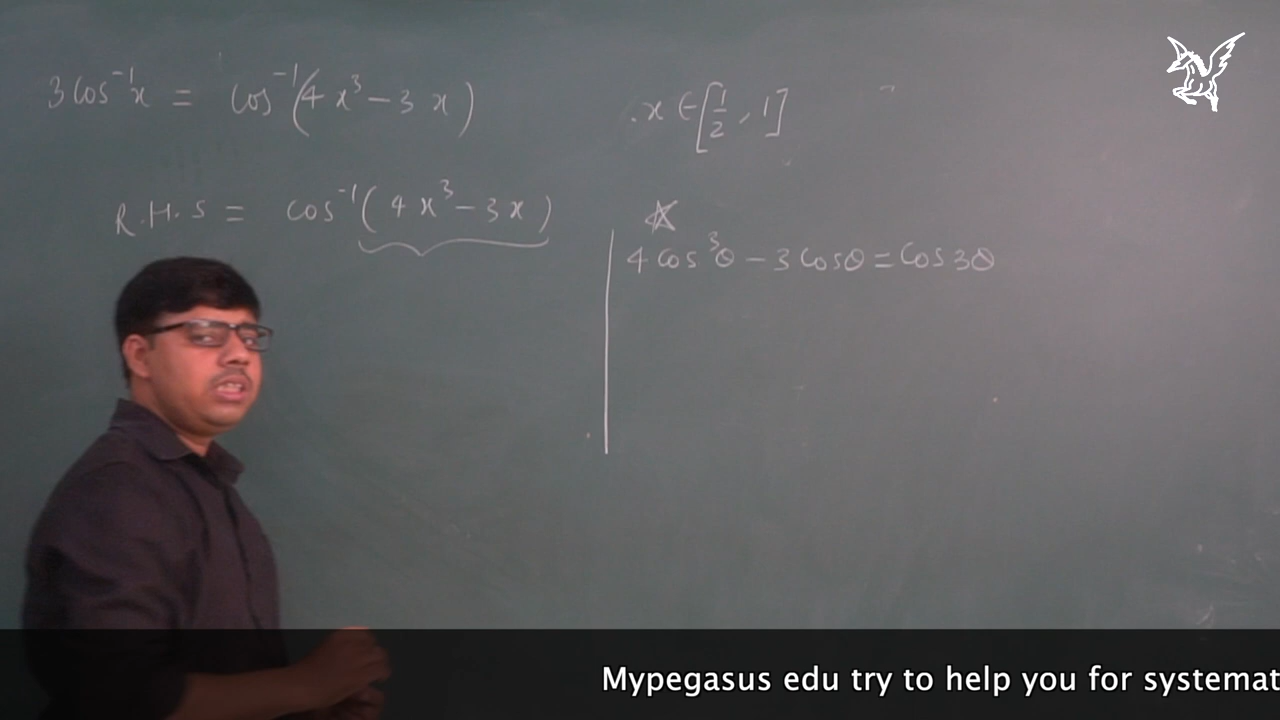 3cos⁻¹x = cos⁻¹(4x³ − 3x) . x ∈ [1/2, 1]
R.H.S = cos⁻¹(4x³ − 3x)
☆
4cos³θ − 3cosθ = cos3θ
Mypegasus edu try to help you for systemat